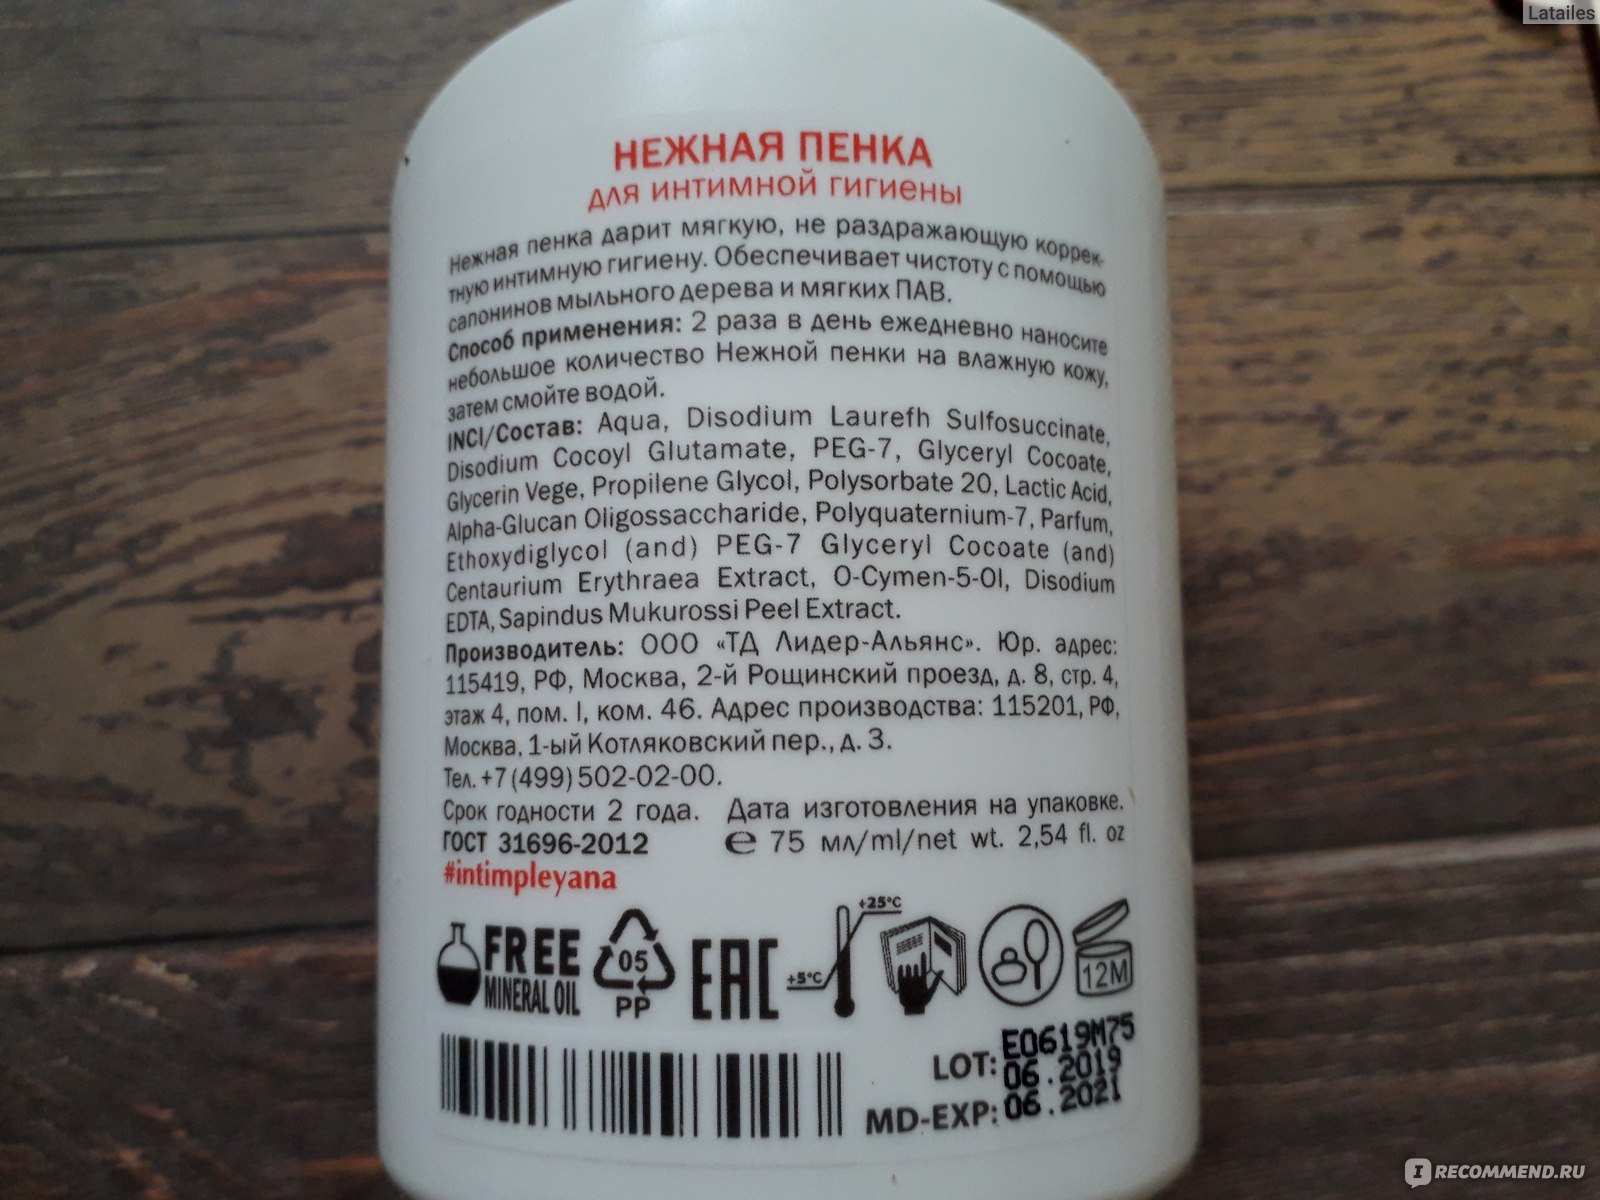 Latailes
НЕЖНАЯ ПЕНКА
для интимной гигиены
Нежная пенка дарит мягкую, не раздражающую коррек-
тную интимную гигиену. Обеспечивает чистоту с помощью
сапонинов мыльного дерева и мягких ПАВ.
Способ применения: 2 раза в день ежедневно наносите
небольшое количество Нежной пенки на влажную кожу,
затем смойте водой.
INCI/Состав: Aqua, Disodium Laurefh Sulfosuccinate,
Disodium Cocoyl Glutamate, PEG-7, Glyceryl Cocoate,
Glycerin Vege, Propilene Glycol, Polysorbate 20, Lactic Acid,
Alpha-Glucan Oligossaccharide, Polyquaternium-7, Parfum,
Ethoxydiglycol (and) PEG-7 Glyceryl Cocoate (and)
Centaurium Erythraea Extract, O-Cymen-5-Ol, Disodium
EDTA, Sapindus Mukurossi Peel Extract.
Производитель: ООО «ТД Лидер-Альянс». Юр. адрес:
115419, РФ, Москва, 2-й Рощинский проезд, д. 8, стр. 4,
этаж 4, пом. I, ком. 46. Адрес производства: 115201, РФ,
Москва, 1-ый Котляковский пер., д. 3.
Тел. +7 (499) 502-02-00.
Срок годности 2 года. Дата изготовления на упаковке.
ГОСТ 31696-2012 e 75 мл/ml/net wt. 2,54 fl. oz
#intimpleyana
FREE
MINERAL OIL
05
PP
EAC
+5°C
+25°C
12M
LOT: E0619M75
06.2019
MD-EXP: 06.2021
IRECOMMEND.RU